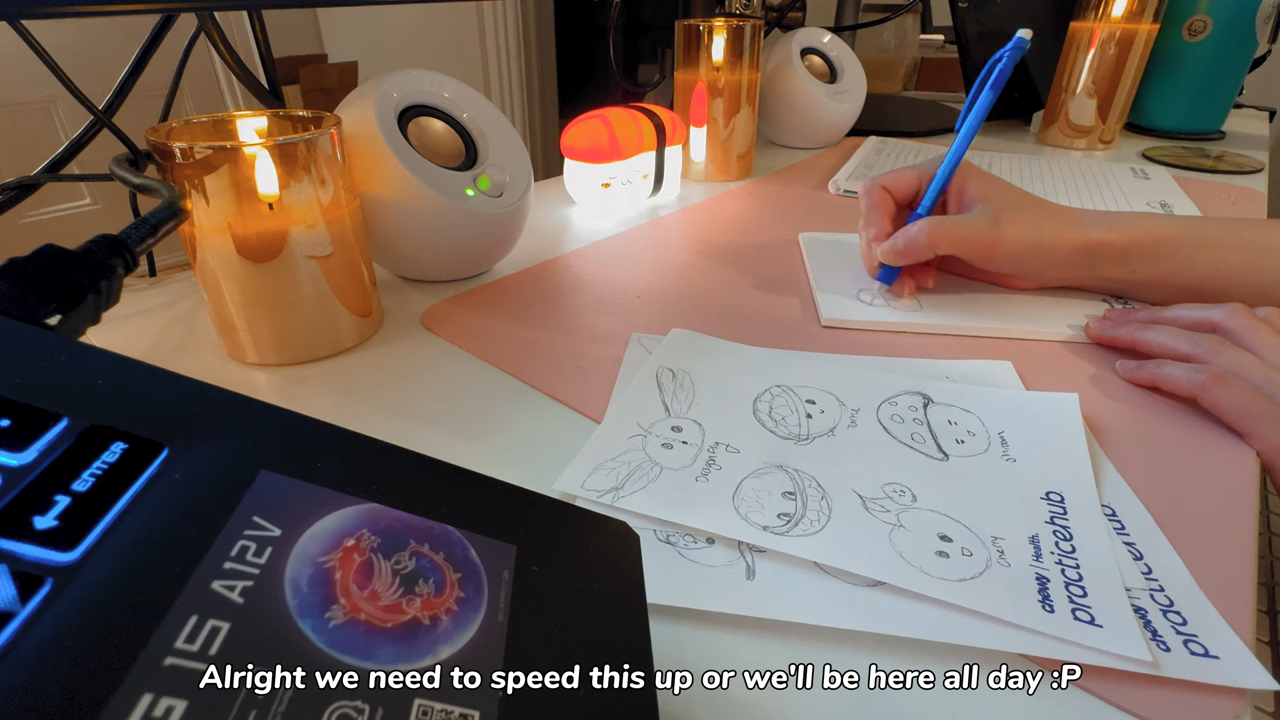 ENTER
G 15 A12V
Dragonfly
Turtle
Shroom
Cherry
chewy | Health.
practicehub.
chewy |
practicehub.
Alright we need to speed this up or we'll be here all day :P